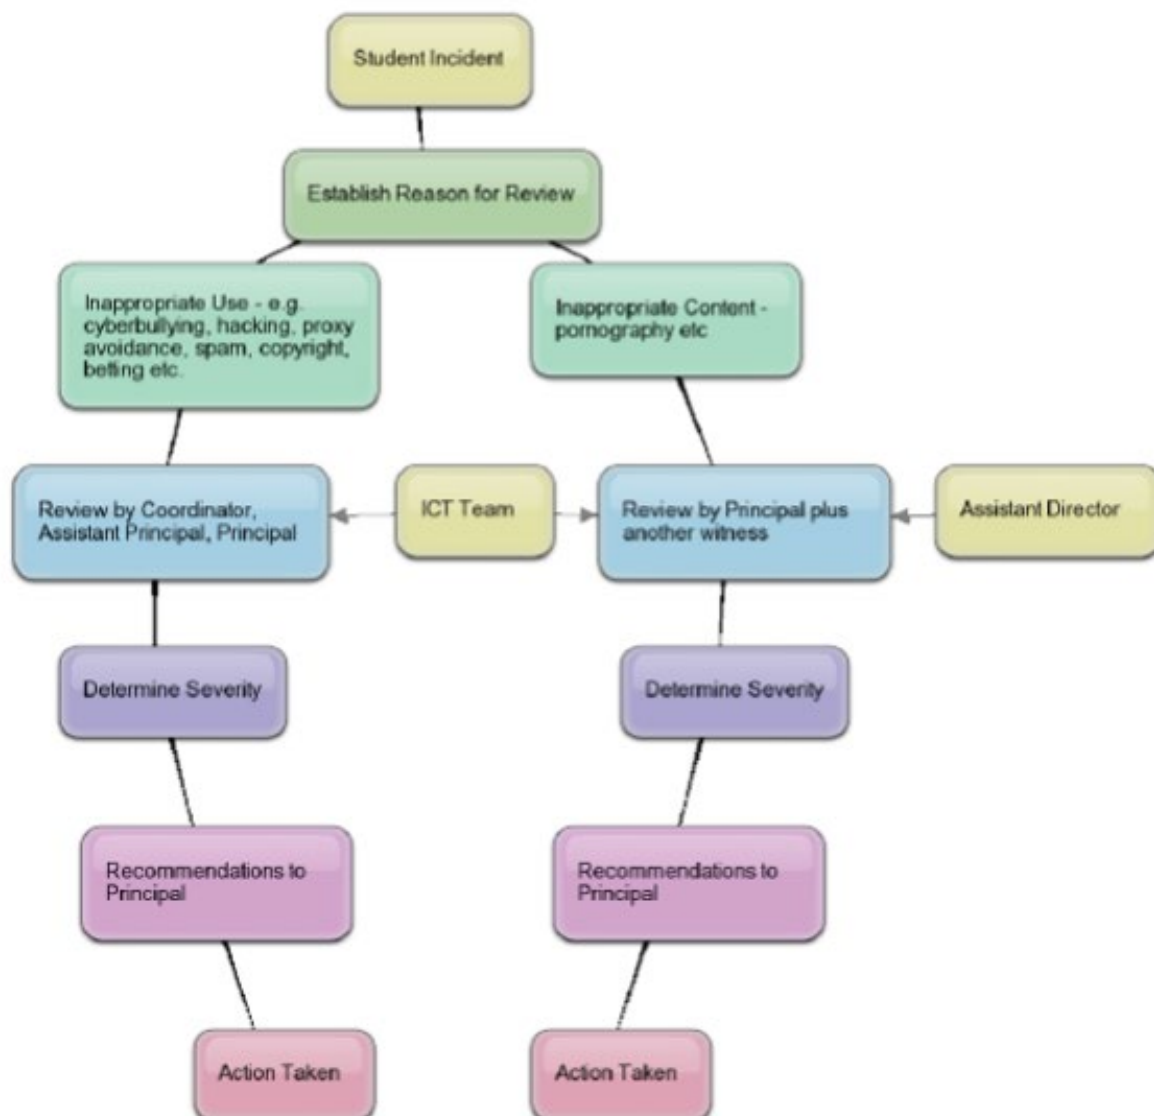 Student Incident
Establish Reason for Review
Inappropriate Use - e.g.
cyberbullying, hacking, proxy
avoidance, spam, copyright,
betting etc.
Inappropriate Content -
pornography etc
Review by Coordinator,
Assistant Principal, Principal
ICT Team
Review by Principal plus
another witness
Assistant Director
Determine Severity
Determine Severity
Recommendations to
Principal
Recommendations to
Principal
Action Taken
Action Taken